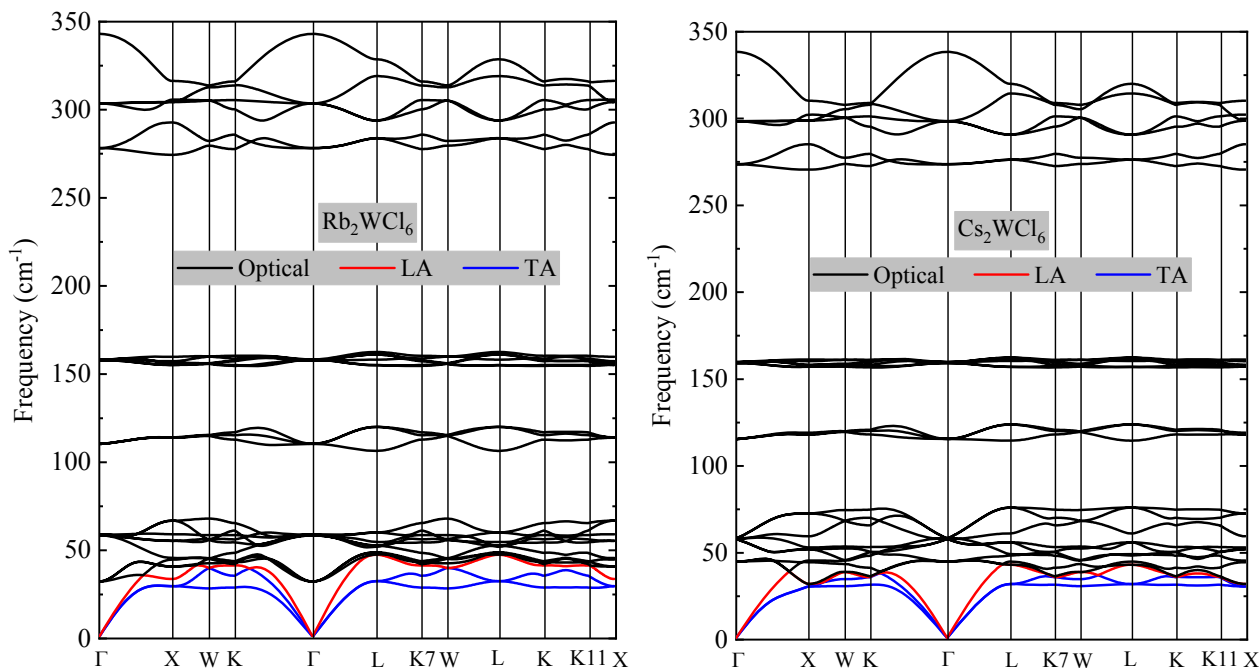 350
300
250
200
150
100
50
0
Frequency (cm⁻¹)
Rb₂WCl₆
Optical LA TA
Γ X W K Γ L K7 W L K K11 X
350
300
250
200
150
100
50
0
Frequency (cm⁻¹)
Cs₂WCl₆
Optical LA TA
Γ X W K Γ L K7 W L K K11 X